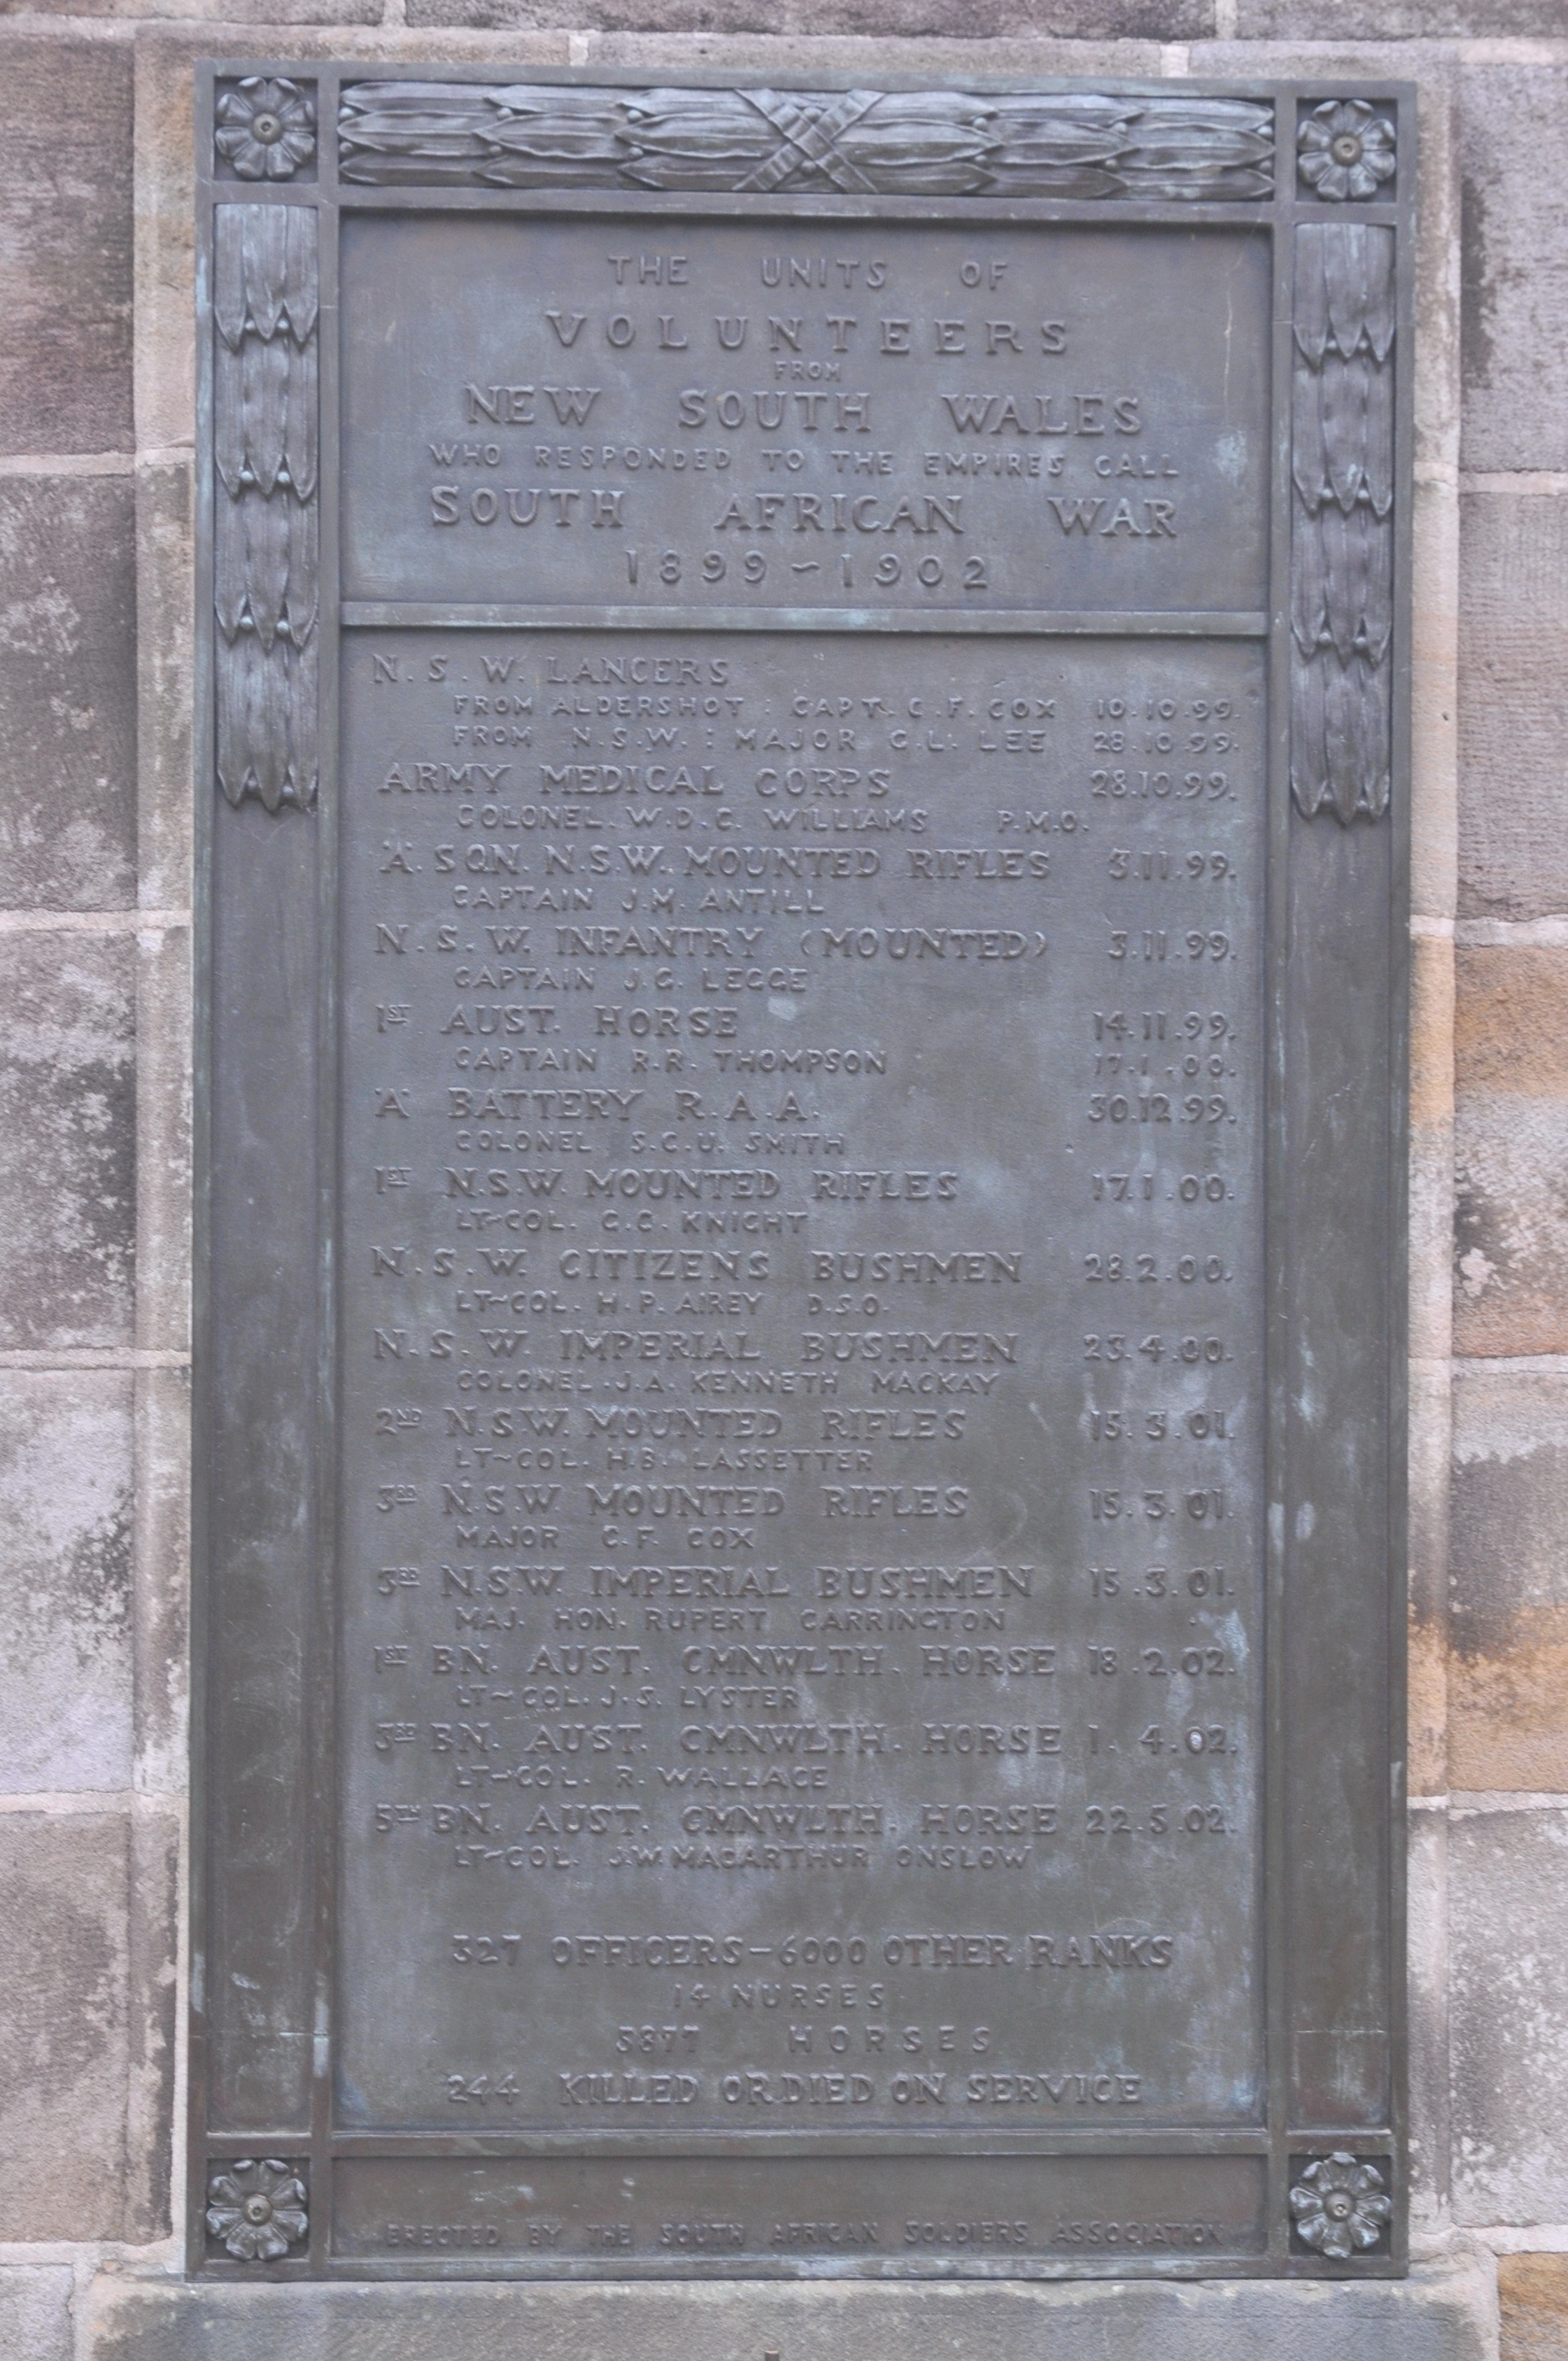 THE UNITS OF
VOLUNTEERS
FROM
NEW SOUTH WALES
WHO RESPONDED TO THE EMPIRES CALL
SOUTH AFRICAN WAR
1899~1902
N.S.W. LANCERS
FROM ALDERSHOT : CAPT. C.F. COX 10.10.99.
FROM N.S.W. : MAJOR G.L. LEE 28.10.99.
ARMY MEDICAL CORPS 28.10.99.
COLONEL W.D.C. WILLIAMS P.M.O.
'A'. SQN. N.S.W. MOUNTED RIFLES 3.11.99.
CAPTAIN J.M. ANTILL
N.S.W. INFANTRY (MOUNTED) 3.11.99.
CAPTAIN J.G. LEGGE
1ST AUST. HORSE 14.11.99.
CAPTAIN R.R. THOMPSON 17.1.00.
'A' BATTERY R.A.A. 30.12.99.
COLONEL S.C.U. SMITH
1ST N.S.W. MOUNTED RIFLES 17.1.00.
LT~COL. G.C. KNIGHT
N.S.W. CITIZENS BUSHMEN 28.2.00.
LT~COL. H.P. AIREY D.S.O.
N.S.W. IMPERIAL BUSHMEN 23.4.00.
COLONEL J.A. KENNETH MACKAY
2ND N.S.W. MOUNTED RIFLES 15.3.01.
LT~COL. H.B. LASSETTER
3RD N.S.W. MOUNTED RIFLES 15.3.01.
MAJOR C.F. COX
3RD N.S.W. IMPERIAL BUSHMEN 15.3.01.
MAJ. HON. RUPERT CARRINGTON
1ST BN. AUST. CMNWLTH. HORSE 18.2.02.
LT~COL. J.S. LYSTER
3RD BN. AUST. CMNWLTH. HORSE 1.4.02.
LT~COL. R. WALLACE
5TH BN. AUST. CMNWLTH. HORSE 22.5.02.
LT~COL. J.W. MACARTHUR ONSLOW
327 OFFICERS—6000 OTHER RANKS
14 NURSES
5877 HORSES
244 KILLED OR DIED ON SERVICE
ERECTED BY THE SOUTH AFRICAN SOLDIERS ASSOCIATION